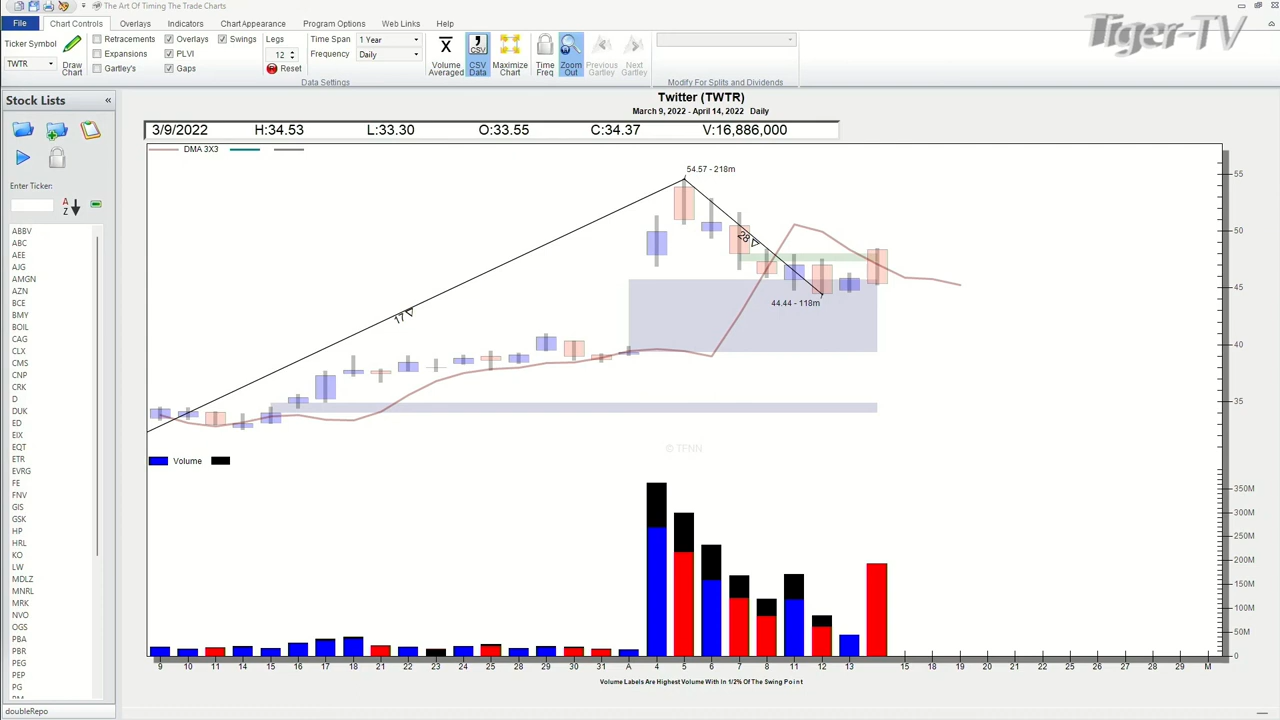 The Art Of Timing The Trade Charts
File
Chart Controls
Overlays
Indicators
Chart Appearance
Program Options
Web Links
Help
Tiger-TV
Ticker Symbol
TWTR
Draw Chart
Retracements
Expansions
Gartley's
Overlays
PLVI
Gaps
Swings
Legs
12
Reset
Time Span
1 Year
Frequency
Daily
Data Settings
Volume Averaged
CSV
CSV Data
Maximize Chart
Time Freq
Zoom Out
Previous Gartley
Next Gartley
Modify For Splits and Dividends
Stock Lists
«
Enter Ticker:
A
Z
ABBV
ABC
AEE
AJG
AMGN
AZN
BCE
BMY
BOIL
CAG
CLX
CMS
CNP
CRK
D
DUK
ED
EIX
EQT
ETR
EVRG
FE
FNV
GIS
GSK
HP
HRL
KO
LW
MDLZ
MNRL
MRK
NVO
OGS
PBA
PBR
PEG
PEP
PG
doubleRepo
Twitter (TWTR)
March 9, 2022 - April 14, 2022 Daily
3/9/2022 H:34.53 L:33.30 O:33.55 C:34.37 V:16,886,000
DMA 3X3
54.57 - 218m
28
17
44.44 - 118m
55
50
45
40
35
© TFNN
Volume
350M
300M
250M
200M
150M
100M
50M
0
9 10 11 14 15 16 17 18 21 22 23 24 25 28 29 30 31 A 4 5 6 7 8 11 12 13 15 18 19 20 21 22 25 26 27 28 29 M
Volume Labels Are Highest Volume With In 1/2% Of The Swing Point